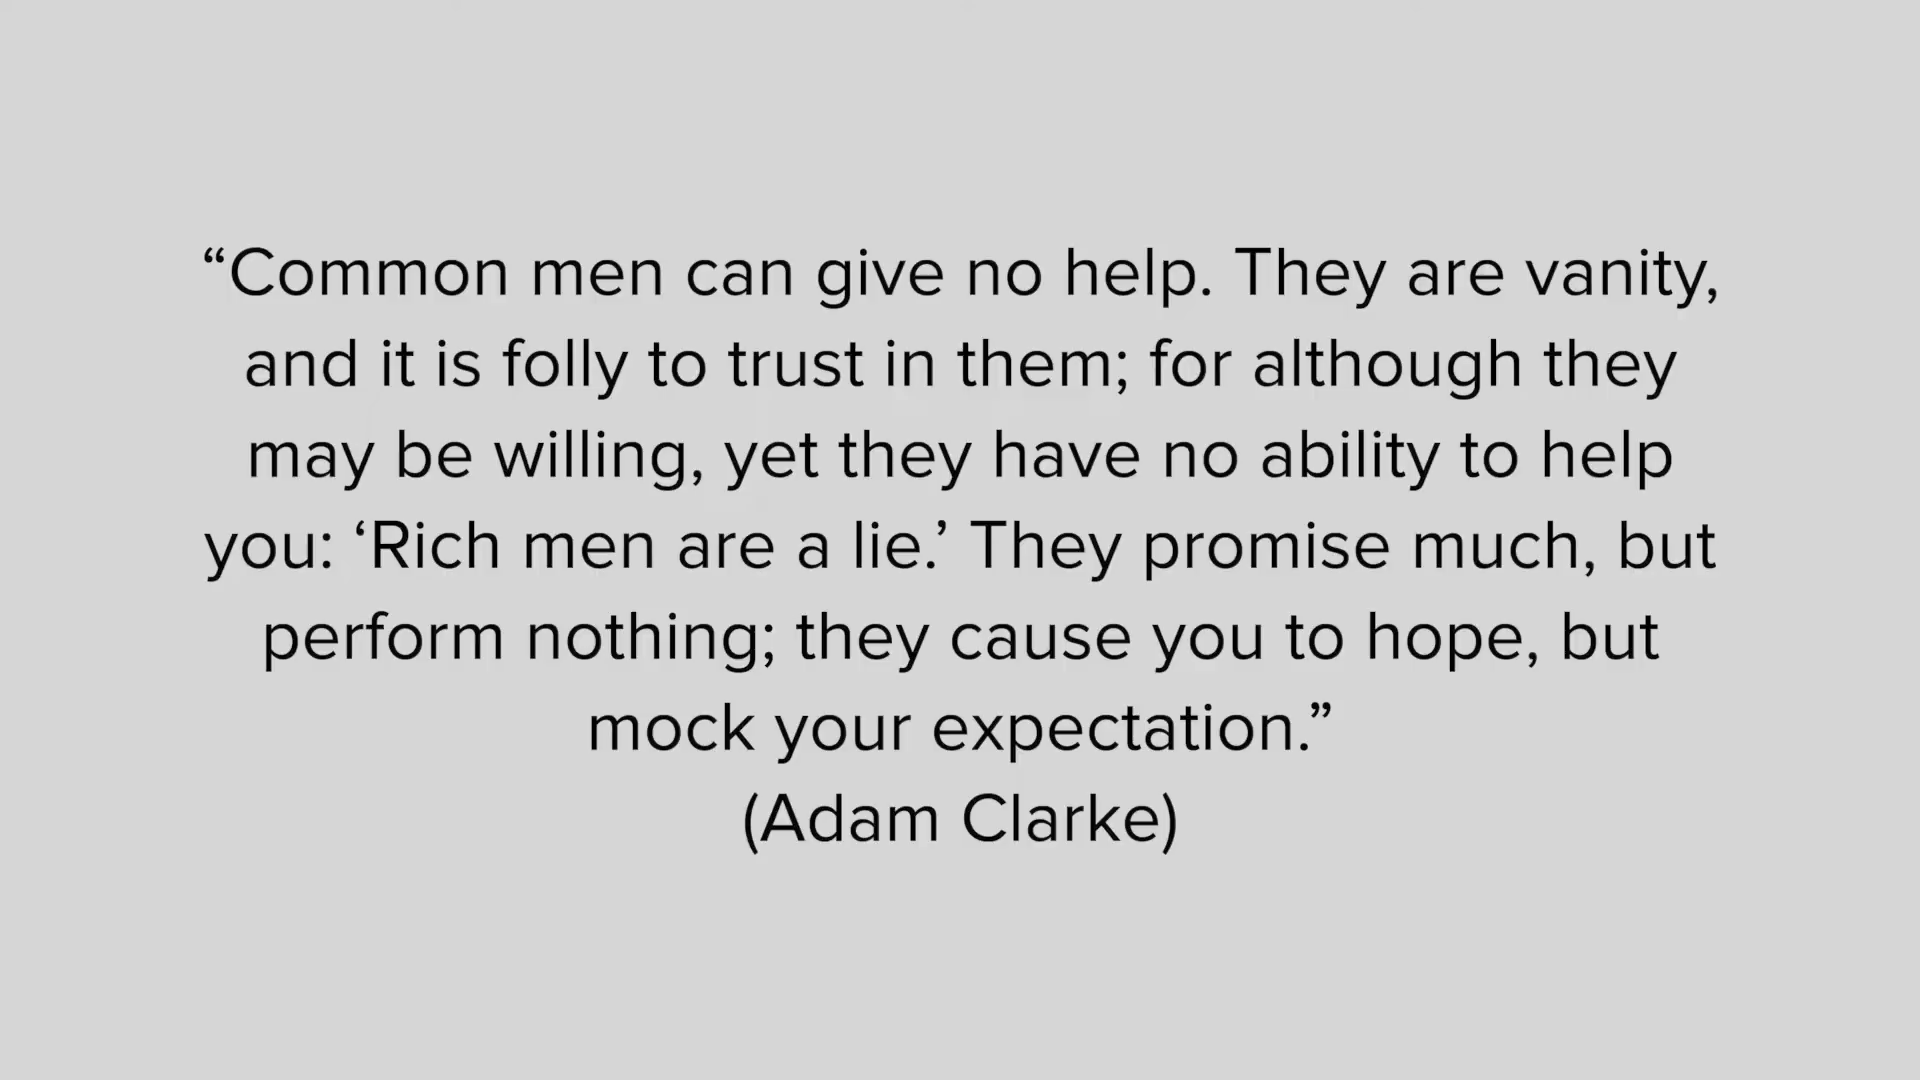 “Common men can give no help. They are vanity,
and it is folly to trust in them; for although they
may be willing, yet they have no ability to help
you: ‘Rich men are a lie.’ They promise much, but
perform nothing; they cause you to hope, but
mock your expectation.”
(Adam Clarke)